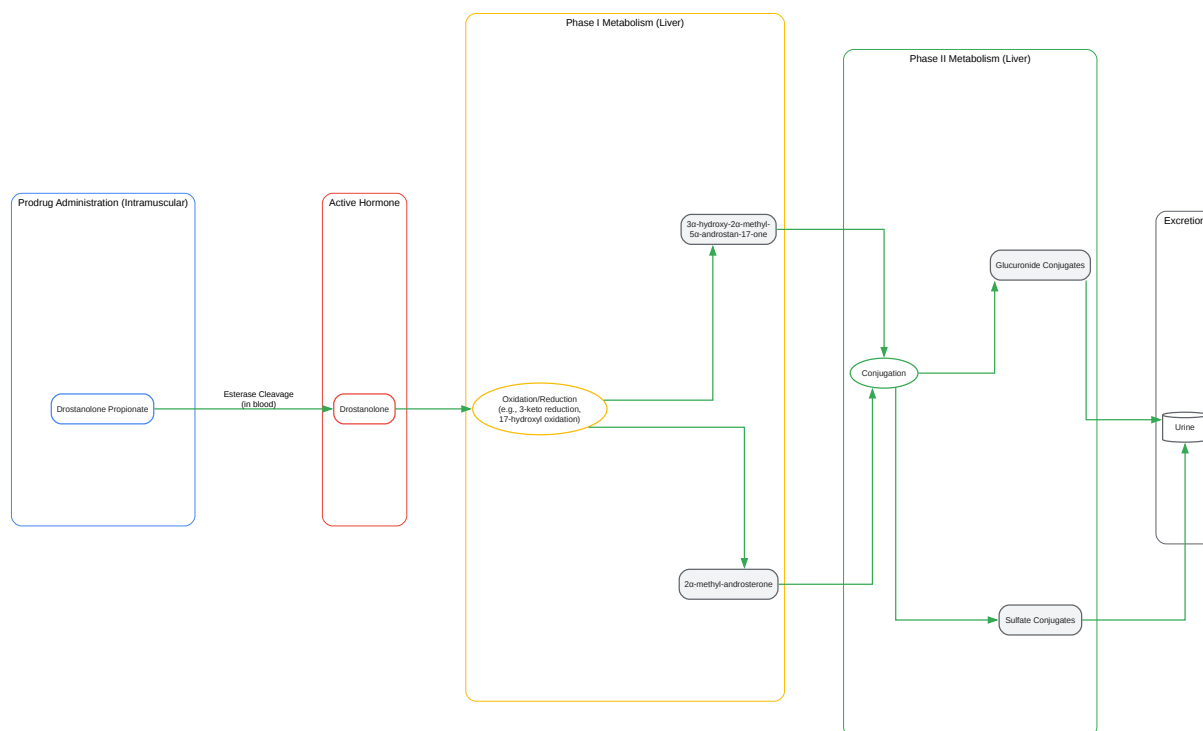 Phase I Metabolism (Liver)
Phase II Metabolism (Liver)
Prodrug Administration (Intramuscular)
Active Hormone
Excretion
3α-hydroxy-2α-methyl-
5α-androstan-17-one
Glucuronide Conjugates
Conjugation
Esterase Cleavage
(in blood)
Drostanolone Propionate
Drostanolone
Oxidation/Reduction
(e.g., 3-keto reduction,
17-hydroxyl oxidation)
Urine
2α-methyl-androsterone
Sulfate Conjugates